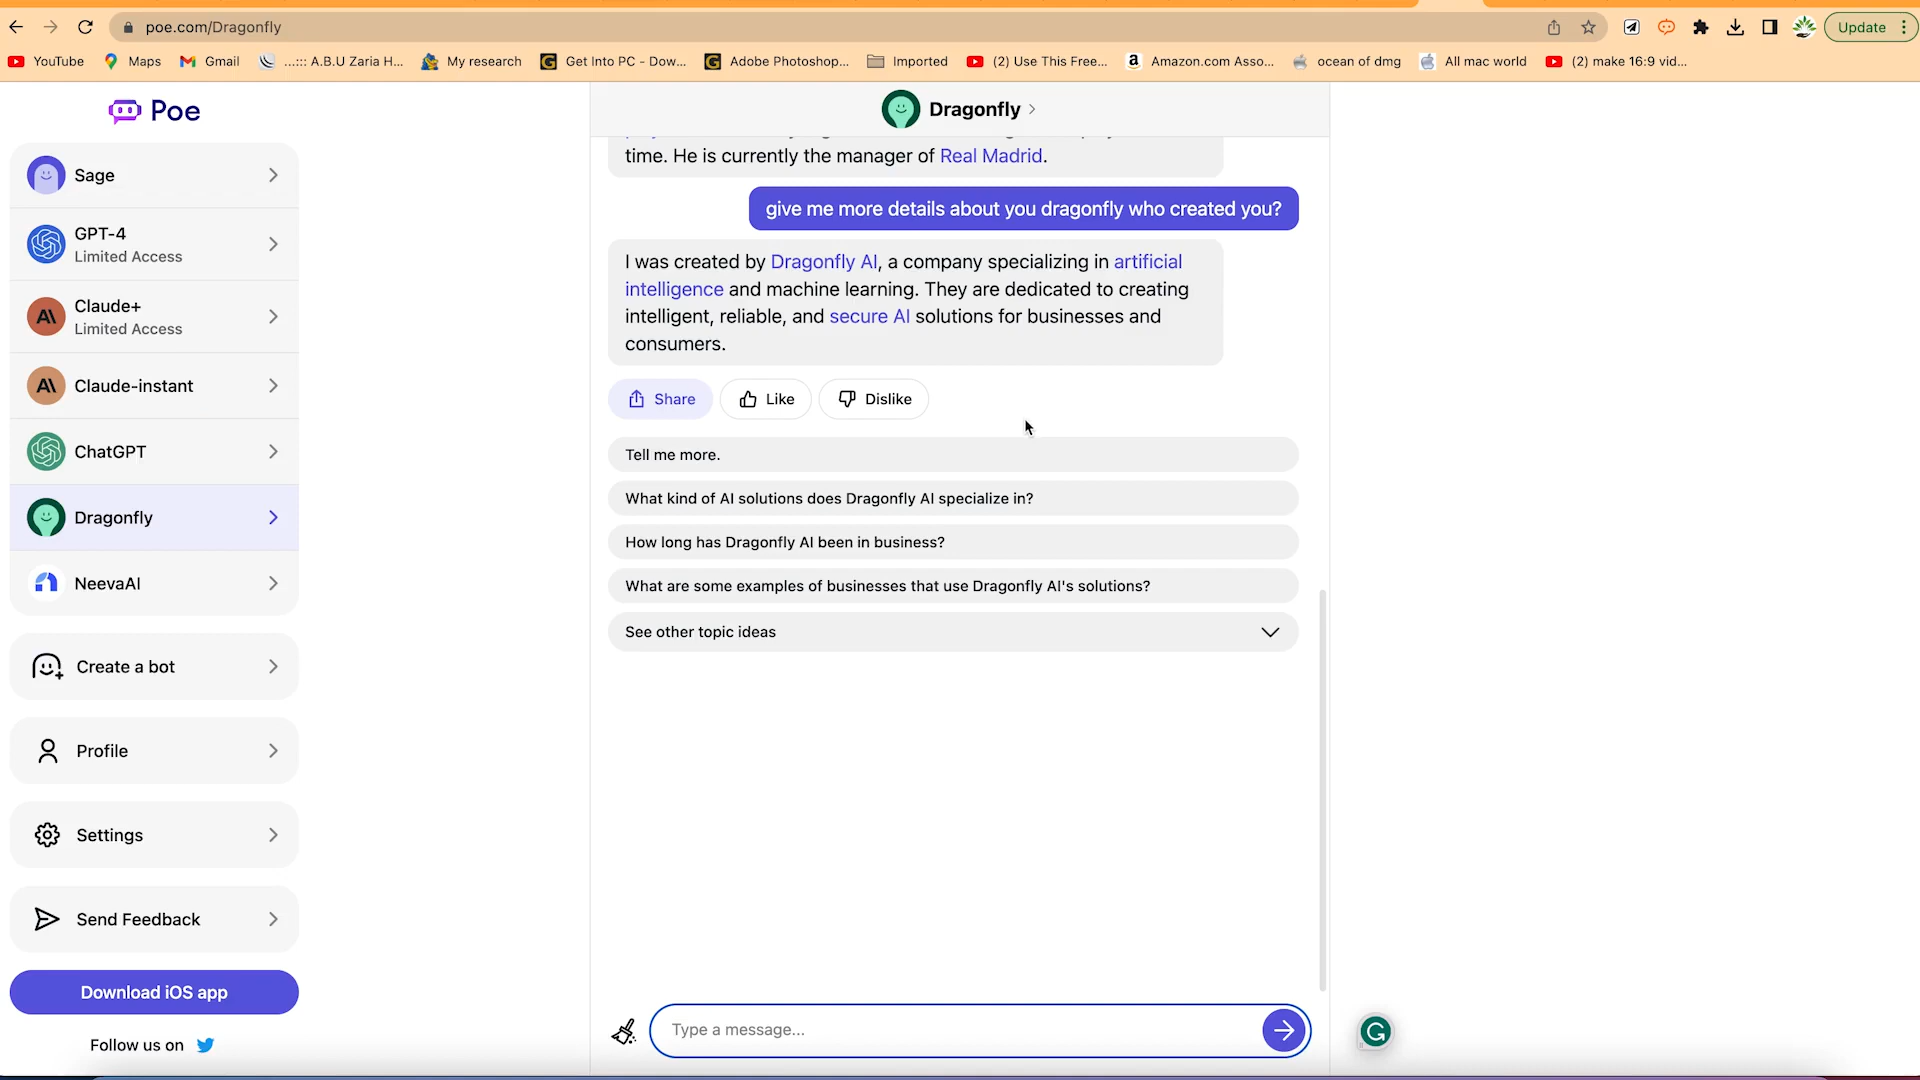 poe.com/Dragonfly
Update
YouTube
Maps
Gmail
...::: A.B.U Zaria H...
My research
Get Into PC - Dow...
Adobe Photoshop...
Imported
(2) Use This Free...
Amazon.com Asso...
ocean of dmg
All mac world
(2) make 16:9 vid...
Poe
Sage
GPT-4
Limited Access
Claude+
Limited Access
Claude-instant
ChatGPT
Dragonfly
NeevaAI
Create a bot
Profile
Settings
Send Feedback
Download iOS app
Follow us on
Dragonfly
time. He is currently the manager of Real Madrid.
give me more details about you dragonfly who created you?
I was created by Dragonfly AI, a company specializing in artificial
intelligence and machine learning. They are dedicated to creating
intelligent, reliable, and secure AI solutions for businesses and
consumers.
Share
Like
Dislike
Tell me more.
What kind of AI solutions does Dragonfly AI specialize in?
How long has Dragonfly AI been in business?
What are some examples of businesses that use Dragonfly AI's solutions?
See other topic ideas
Type a message...